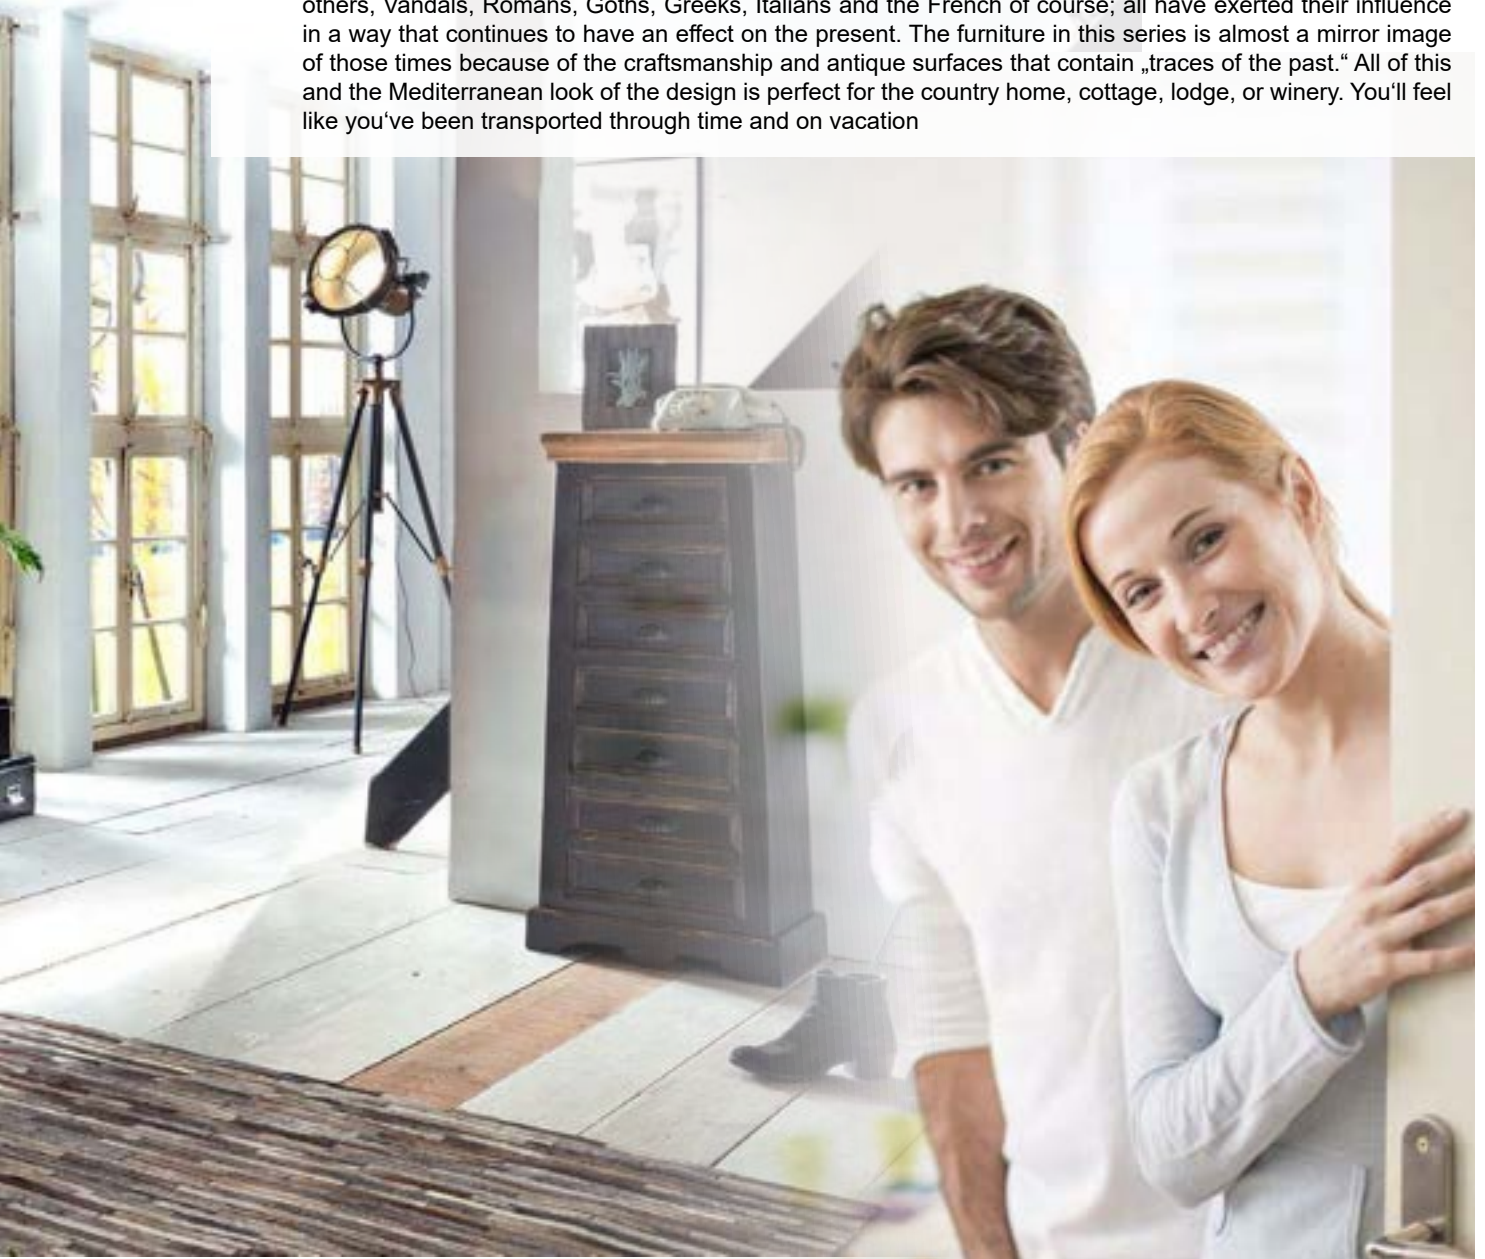 others, Vandals, Romans, Goths, Greeks, Italians and the French of course; all have exerted their influence
in a way that continues to have an effect on the present. The furniture in this series is almost a mirror image
of those times because of the craftsmanship and antique surfaces that contain „traces of the past.“ All of this
and the Mediterranean look of the design is perfect for the country home, cottage, lodge, or winery. You‘ll feel
like you‘ve been transported through time and on vacation